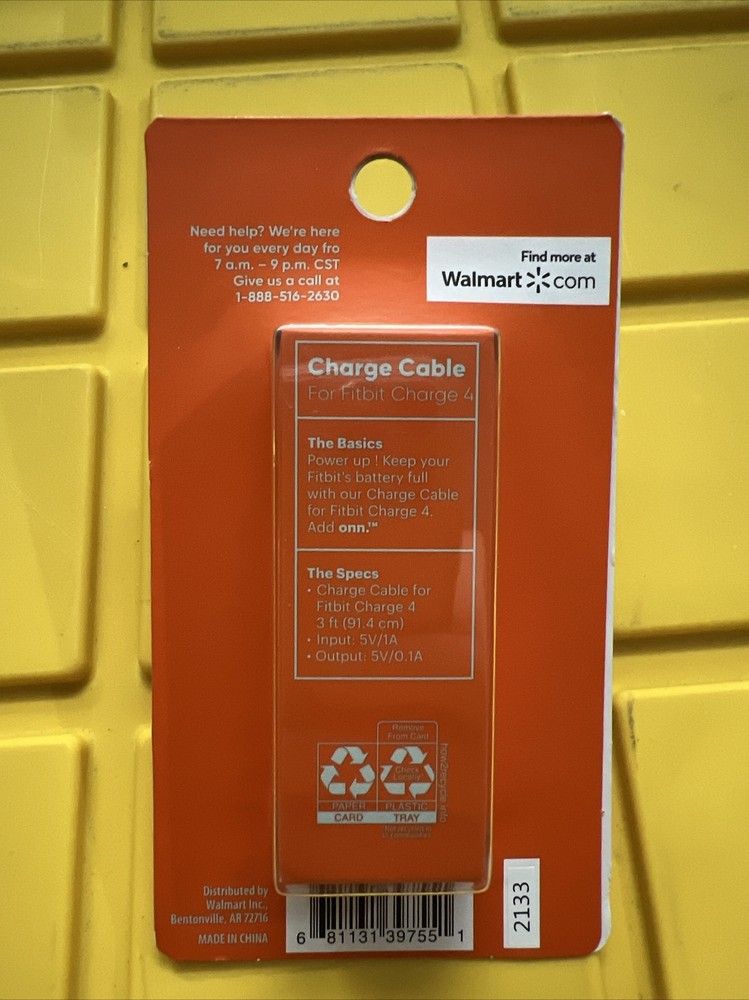 Need help? We're here
for you every day fro
7 a.m. – 9 p.m. CST
Give us a call at
1-888-516-2630
Find more at
Walmart com
Charge Cable
For Fitbit Charge 4
The Basics
Power up ! Keep your
Fitbit's battery full
with our Charge Cable
for Fitbit Charge 4.
Add onn.™
The Specs
• Charge Cable for
Fitbit Charge 4
3 ft (91.4 cm)
• Input: 5V/1A
• Output: 5V/0.1A
Remove
From Card
Check
Locally
how2recycle.info
PAPER
PLASTIC
CARD
TRAY
Distributed by
Walmart Inc.,
Bentonville, AR 72716
MADE IN CHINA
6 81131 39755 1
2133